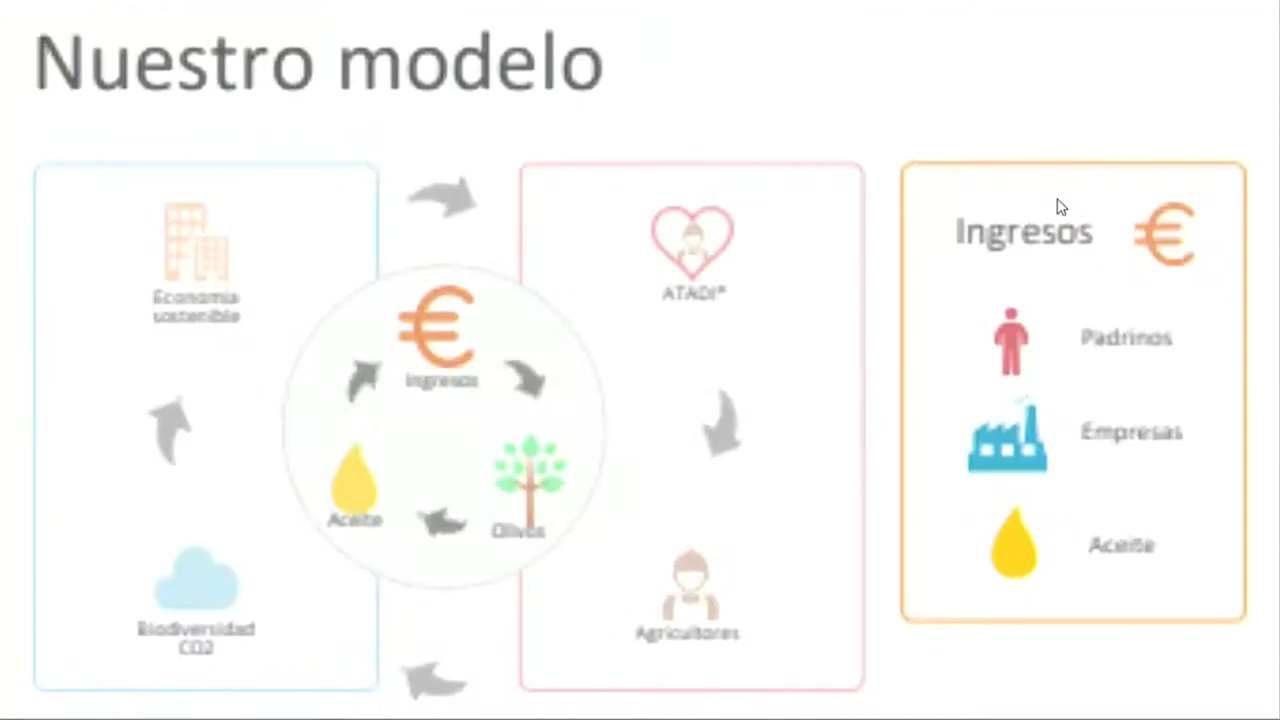 Nuestro modelo
Economía
sostenible
ATADI*
Ingresos
Ingresos
Padrinos
Empresas
Aceite
Olivos
Aceite
Biodiversidad
CO2
Agricultores